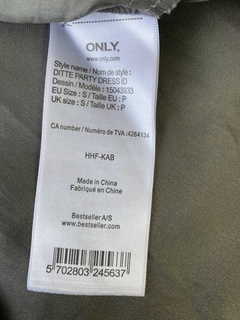 ONLY
www.only.com
Style name / Nom de style:
DITTE PARTY DRESS ID
Dessin / Modèle : 15043933
EU Size : S / Taille EU : P
UK size : S / Taille UK : P
CA number / Numéro de TVA :4264134
HHF-KAB
Made in China
Fabriqué en Chine
Bestseller A/S
www.bestseller.com
5 702803 245637